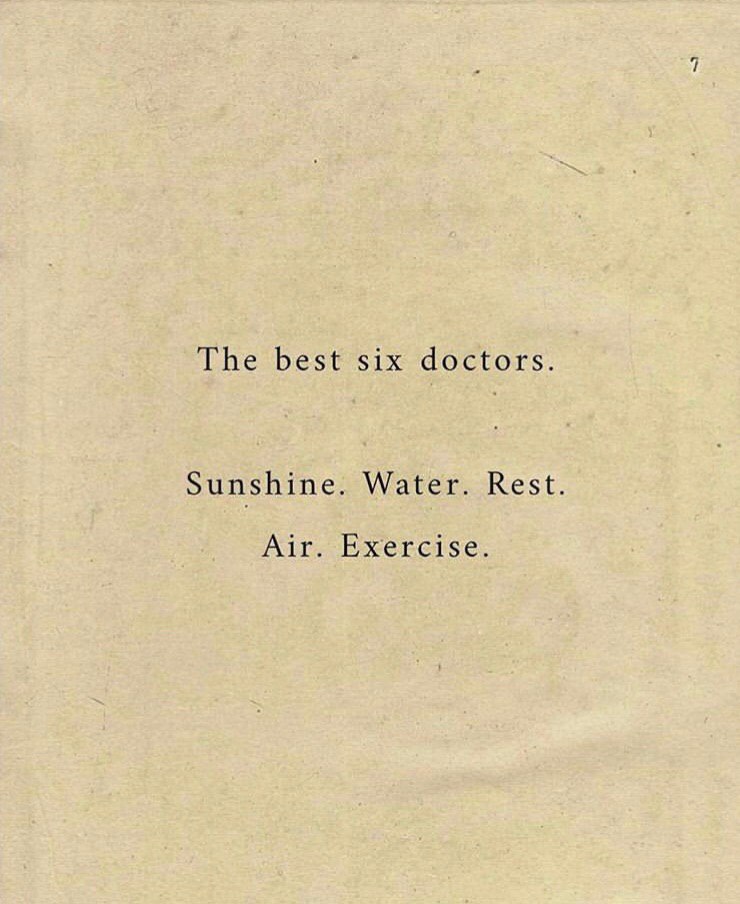 7
The best six doctors.
Sunshine. Water. Rest.
Air. Exercise.